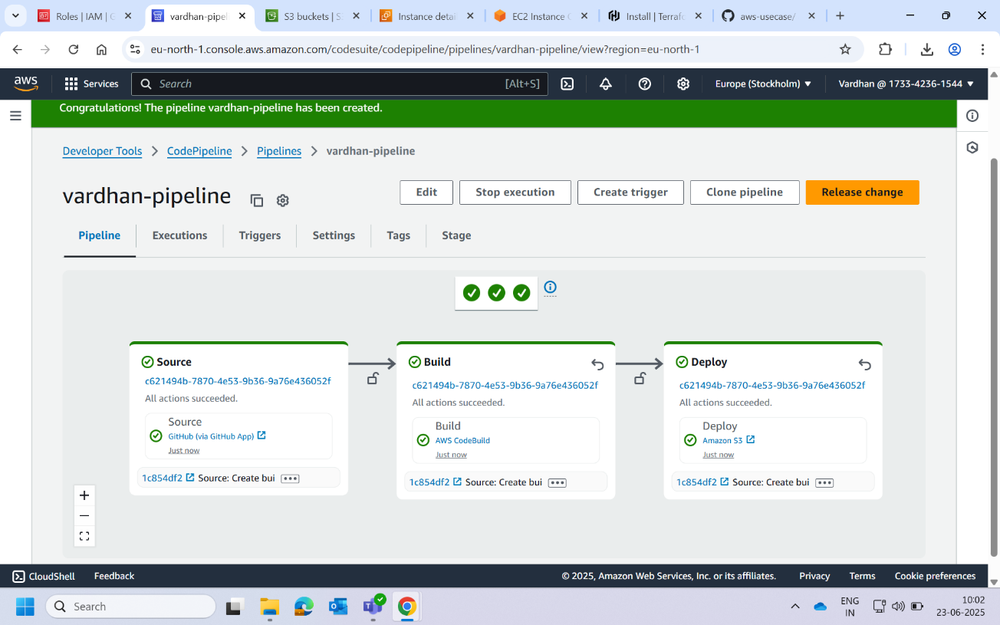 Roles | IAM | G
vardhan-pipel
S3 buckets | S
Instance detai
EC2 Instance C
Install | Terrafo
aws-usecase/
eu-north-1.console.aws.amazon.com/codesuite/codepipeline/pipelines/vardhan-pipeline/view?region=eu-north-1
aws Services Search [Alt+S] Europe (Stockholm) Vardhan @ 1733-4236-1544
Congratulations! The pipeline vardhan-pipeline has been created.
Developer Tools CodePipeline Pipelines vardhan-pipeline
vardhan-pipeline
Edit Stop execution Create trigger Clone pipeline Release change
Pipeline Executions Triggers Settings Tags Stage
Source
c621494b-7870-4e53-9b36-9a76e436052f
All actions succeeded.
Source
GitHub (via GitHub App)
Just now
1c854df2 Source: Create bui
Build
c621494b-7870-4e53-9b36-9a76e436052f
All actions succeeded.
Build
AWS CodeBuild
Just now
1c854df2 Source: Create bui
Deploy
c621494b-7870-4e53-9b36-9a76e436052f
All actions succeeded.
Deploy
Amazon S3
Just now
1c854df2 Source: Create bui
CloudShell Feedback © 2025, Amazon Web Services, Inc. or its affiliates. Privacy Terms Cookie preferences
Search
ENG
IN
10:02
23-06-2025